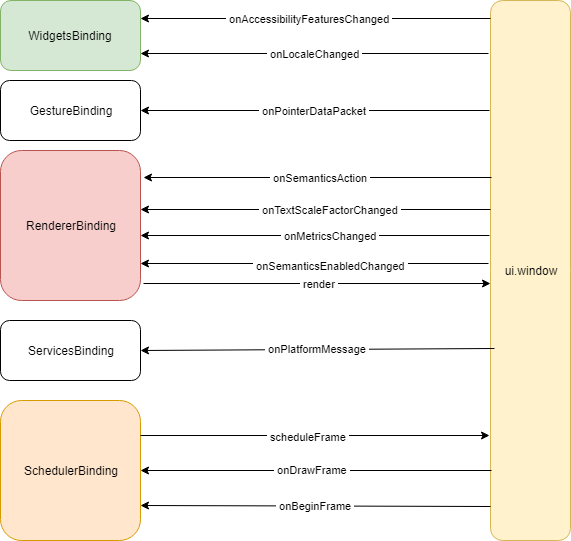 WidgetsBinding
onAccessibilityFeaturesChanged
onLocaleChanged
GestureBinding
onPointerDataPacket
RendererBinding
onSemanticsAction
onTextScaleFactorChanged
onMetricsChanged
onSemanticsEnabledChanged
render
ui.window
ServicesBinding
onPlatformMessage
SchedulerBinding
scheduleFrame
onDrawFrame
onBeginFrame